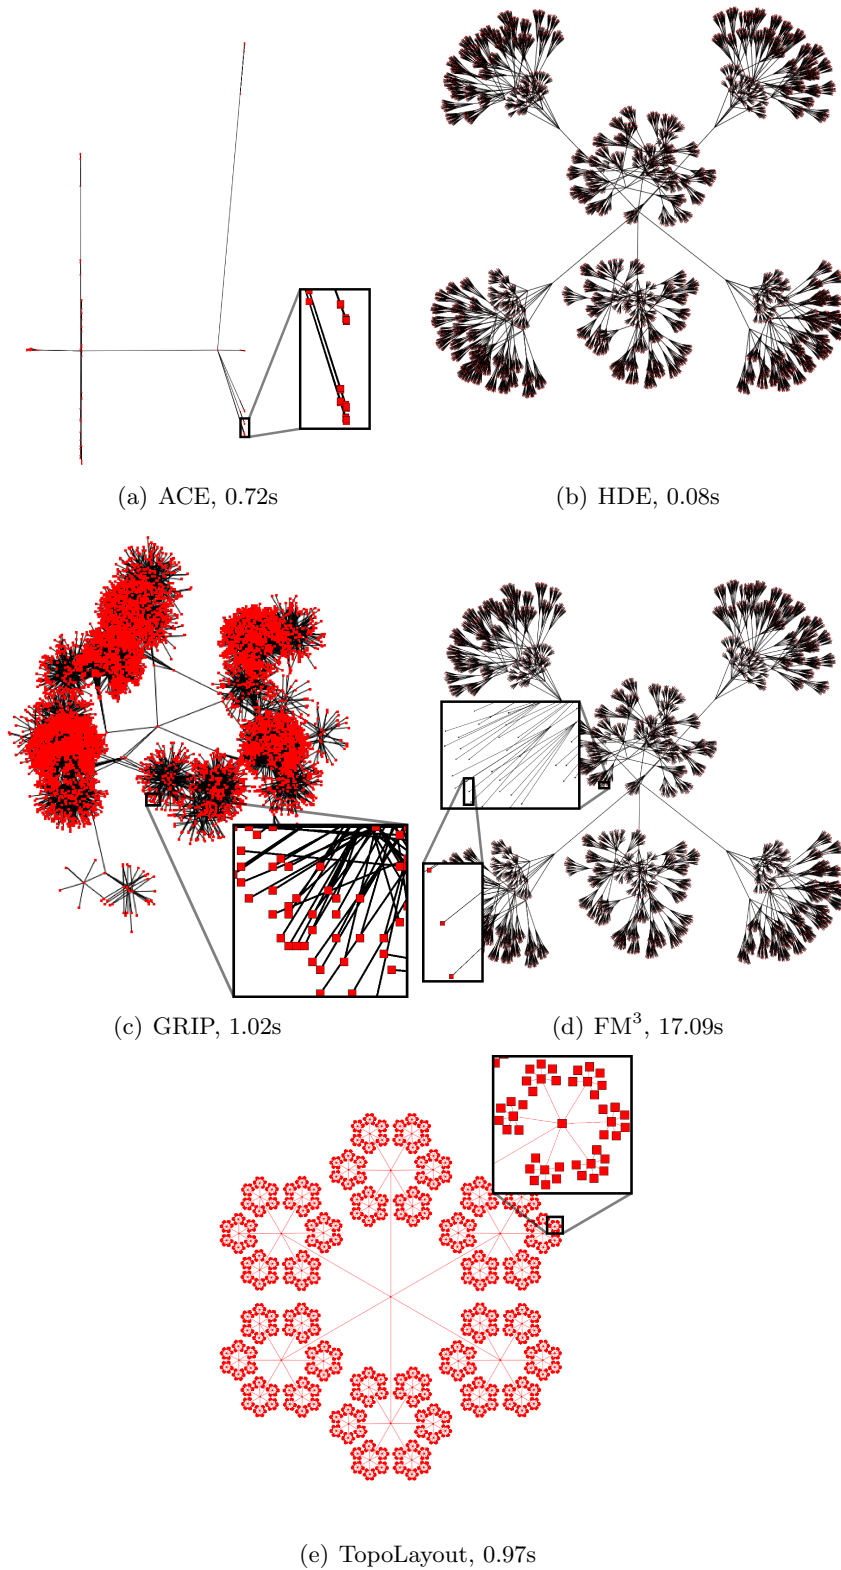 (a) ACE, 0.72s
(b) HDE, 0.08s
(c) GRIP, 1.02s
(d) FM³, 17.09s
(e) TopoLayout, 0.97s